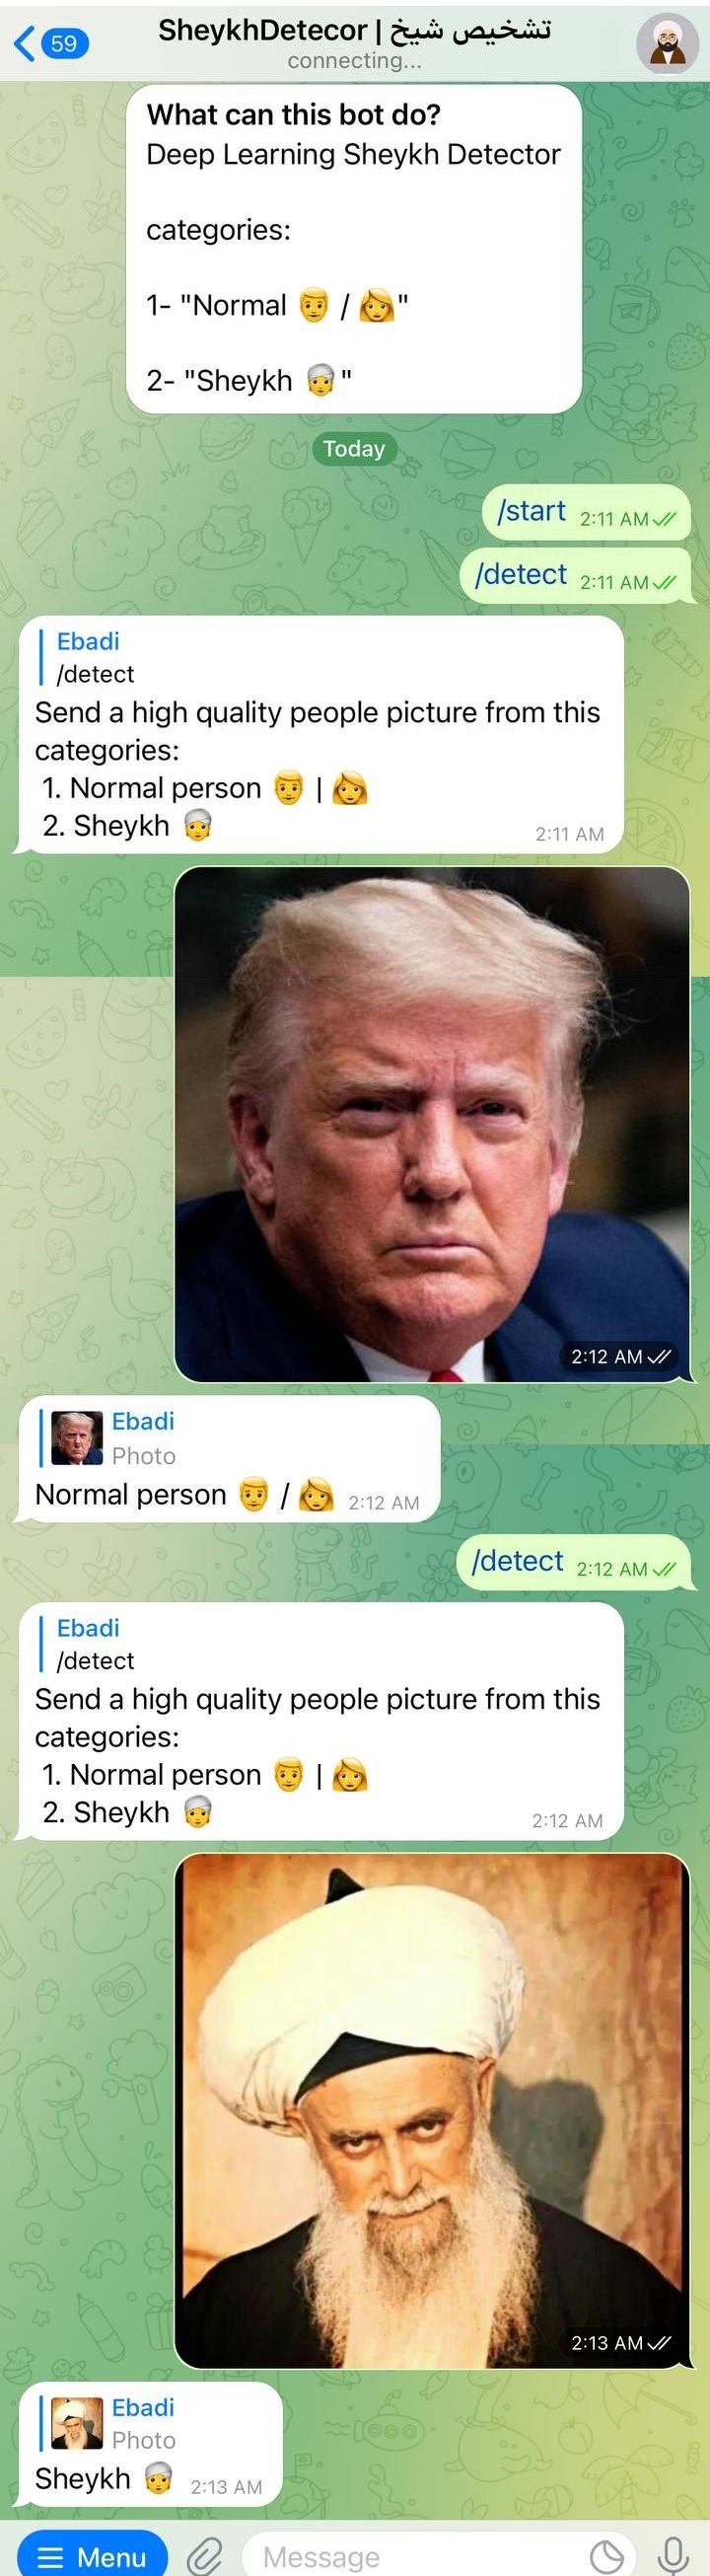 59
SheykhDetecor | تشخیص شیخ
connecting...
What can this bot do?
Deep Learning Sheykh Detector
categories:
1- "Normal 👨 / 👩"
2- "Sheykh 👳"
Today
/start 2:11 AM
/detect 2:11 AM
Ebadi
/detect
Send a high quality people picture from this
categories:
1. Normal person 👨 | 👩
2. Sheykh 👳
2:11 AM
2:12 AM
Ebadi
Photo
Normal person 👨 / 👩 2:12 AM
/detect 2:12 AM
Ebadi
/detect
Send a high quality people picture from this
categories:
1. Normal person 👨 | 👩
2. Sheykh 👳
2:12 AM
2:13 AM
Ebadi
Photo
Sheykh 👳 2:13 AM
Menu
Message